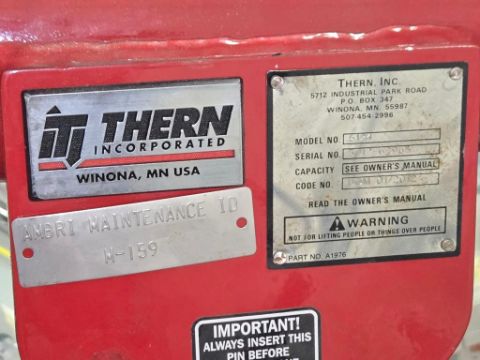 THERN
INCORPORATED
WINONA, MN USA
AMBRI MAINTENANCE ID
M-159
THERN, INC.
5712 INDUSTRIAL PARK ROAD
P.O. BOX 347
WINONA, MN. 55987
507-454-2996
MODEL NO
SERIAL NO
CAPACITY SEE OWNER'S MANUAL
CODE NO.
READ THE OWNER'S MANUAL
WARNING
NOT FOR LIFTING PEOPLE OR THINGS OVER PEOPLE
PART NO. A1976
IMPORTANT!
ALWAYS INSERT THIS
PIN BEFORE